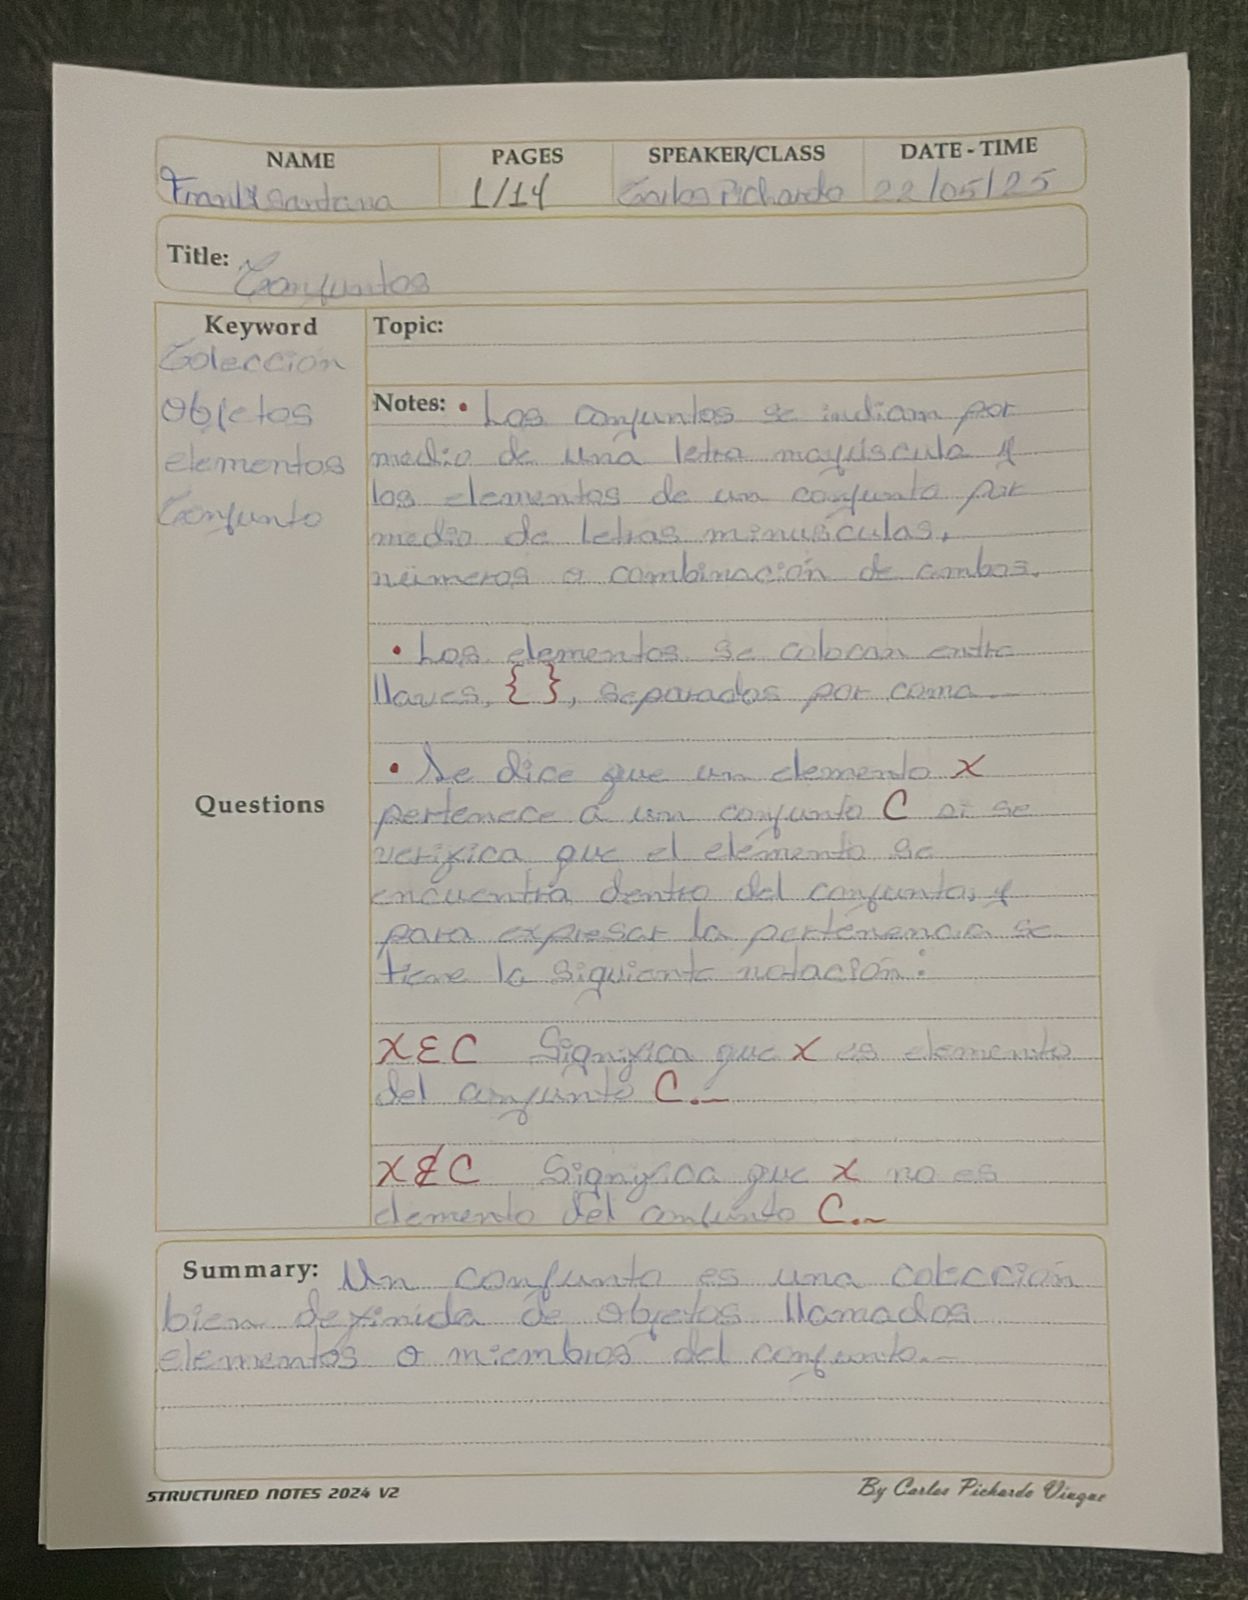 NAME PAGES SPEAKER/CLASS DATE - TIME
Frank Santana 1/14 Carlos Pichardo 22/05/25
Title: Conjuntos
Keyword
Colección
Objetos
elementos
Conjunto
Questions
Topic:
Notes: • Los conjuntos se indican por
medio de una letra mayúscula y
los elementos de un conjunto por
medio de letras minúsculas,
números o combinación de ambos.
• Los elementos se colocan entre
llaves, { }, separados por coma.
• Se dice que un elemento x
pertenece a un conjunto C si se
verifica que el elemento se
encuentra dentro del conjunto, y
para expresar la pertenencia se
tiene la siguiente notación:
X ∈ C Significa que x es elemento
del conjunto C.
X ∉ C Significa que x no es
elemento del conjunto C.
Summary: Un conjunto es una colección
bien definida de objetos llamados
elementos o miembros del conjunto.
STRUCTURED NOTES 2024 V2 By Carlos Pichardo Viuque